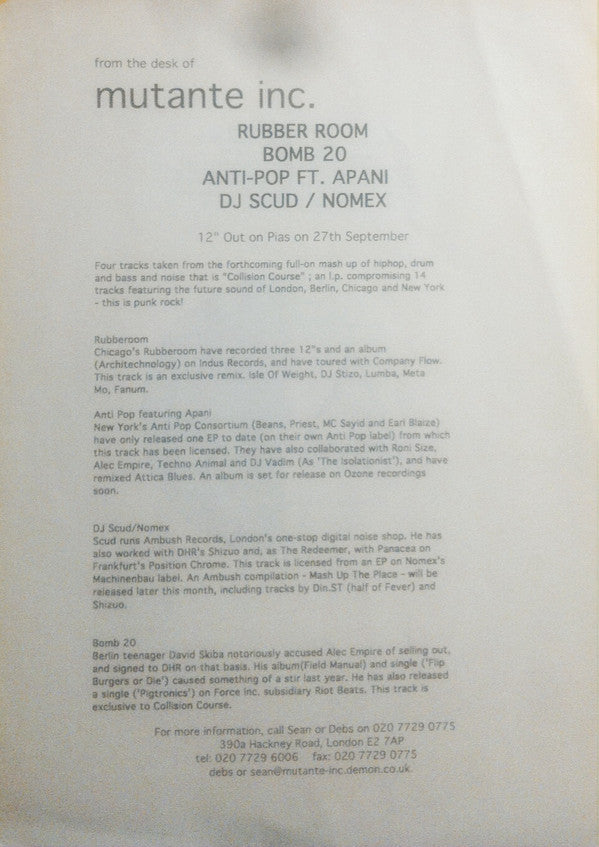 from the desk of
mutante inc.
RUBBER ROOM
BOMB 20
ANTI-POP FT. APANI
DJ SCUD / NOMEX
12" Out on Pias on 27th September
Four tracks taken from the forthcoming full-on mash up of hiphop, drum
and bass and noise that is "Collision Course" ; an l.p. compromising 14
tracks featuring the future sound of London, Berlin, Chicago and New York
- this is punk rock!
Rubberoom
Chicago's Rubberoom have recorded three 12"s and an album
(Architechnology) on Indus Records, and have toured with Company Flow.
This track is an exclusive remix. Isle Of Weight, DJ Stizo, Lumba, Meta
Mo, Fanum.
Anti Pop featuring Apani
New York's Anti Pop Consortium (Beans, Priest, MC Sayid and Earl Blaize)
have only released one EP to date (on their own Anti Pop label) from which
this track has been licensed. They have also collaborated with Roni Size,
Alec Empire, Techno Animal and DJ Vadim (As 'The Isolationist'), and have
remixed Attica Blues. An album is set for release on Ozone recordings
soon.
DJ Scud/Nomex
Scud runs Ambush Records, London's one-stop digital noise shop. He has
also worked with DHR's Shizuo and, as The Redeemer, with Panacea on
Frankfurt's Position Chrome. This track is licensed from an EP on Nomex's
Machinenbau label. An Ambush compilation - Mash Up The Place - will be
released later this month, including tracks by Din.ST (half of Fever) and
Shizuo.
Bomb 20
Berlin teenager David Skiba notoriously accused Alec Empire of selling out,
and signed to DHR on that basis. His album(Field Manual) and single ('Flip
Burgers or Die') caused something of a stir last year. He has also released
a single ('Pigtronics') on Force Inc. subsidiary Riot Beats. This track is
exclusive to Collision Course.
For more information, call Sean or Debs on 020 7729 0775
390a Hackney Road, London E2 7AP
tel: 020 7729 6006 fax: 020 7729 0775
debs or sean@mutante-inc.demon.co.uk